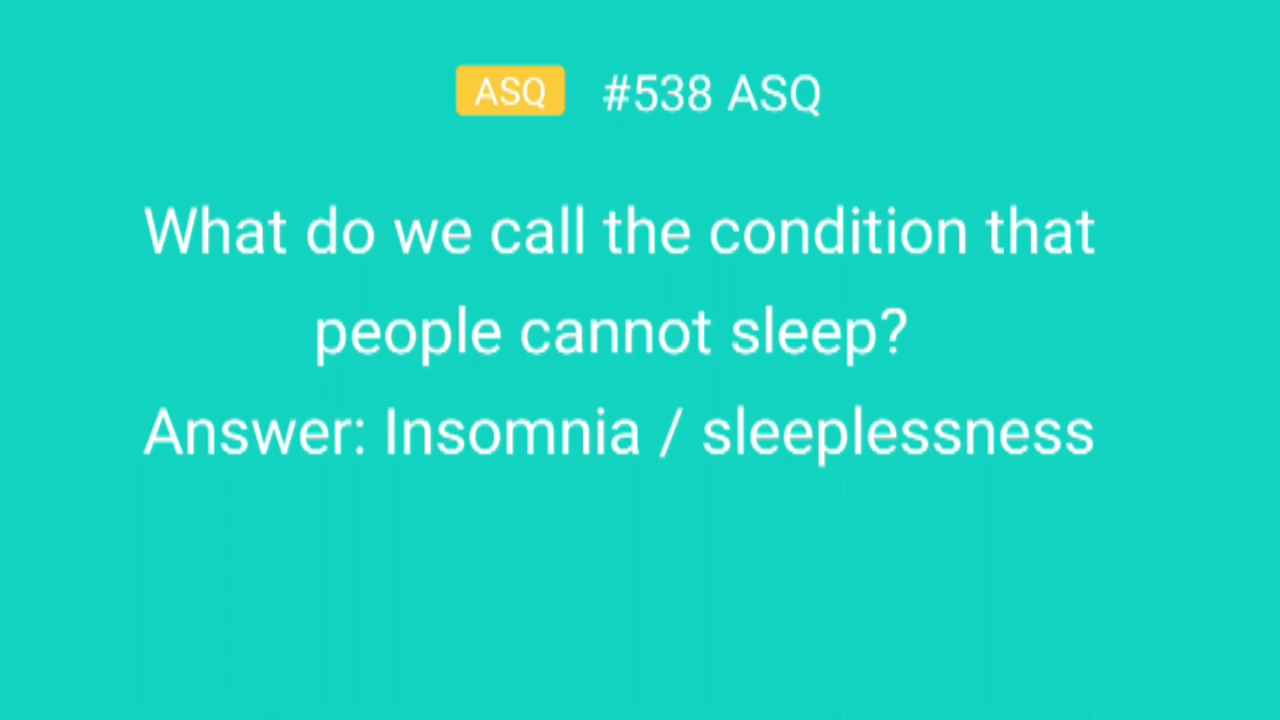 ASQ #538 ASQ
What do we call the condition that
people cannot sleep?
Answer: Insomnia / sleeplessness